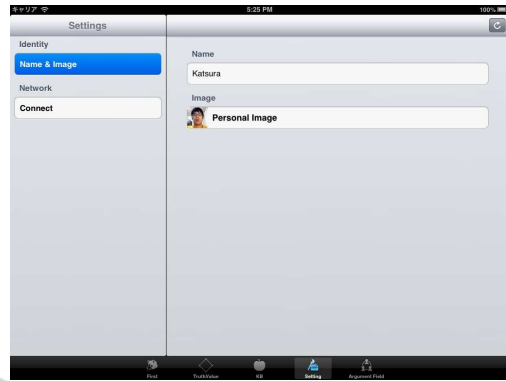 キャリア 5:25 PM 100%
Settings
Identity
Name & Image
Network
Connect
Name
Katsura
Image
Personal Image
First TruthValue KB Setting Argument Field